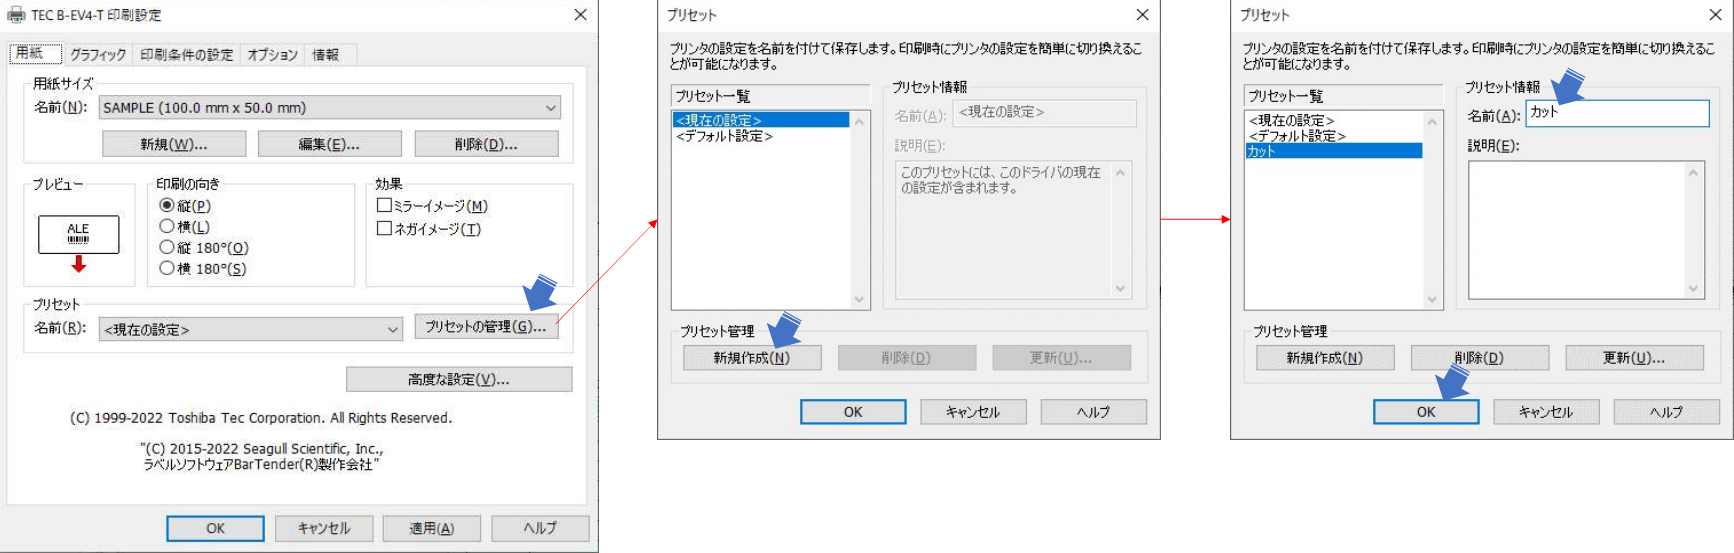 TEC B-EV4-T 印刷設定
用紙 グラフィック 印刷条件の設定 オプション 情報
用紙サイズ
名前(N): SAMPLE (100.0 mm x 50.0 mm)
新規(W)... 編集(E)... 削除(D)...
プレビュー
ALE
印刷の向き
縦(P)
横(L)
縦 180°(O)
横 180°(S)
効果
ミラーイメージ(M)
ネガイメージ(T)
プリセット
名前(R): <現在の設定> プリセットの管理(G)...
高度な設定(V)...
(C) 1999-2022 Toshiba Tec Corporation. All Rights Reserved.
"(C) 2015-2022 Seagull Scientific, Inc.,
ラベルソフトウェアBarTender(R)製作会社"
OK キャンセル 適用(A) ヘルプ
プリセット
プリンタの設定を名前を付けて保存します。印刷時にプリンタの設定を簡単に切り換えるこ
とが可能になります。
プリセット一覧
<現在の設定>
<デフォルト設定>
プリセット情報
名前(A): <現在の設定>
説明(E):
このプリセットには、このドライバの現在
の設定が含まれます。
プリセット管理
新規作成(N) 削除(D) 更新(U)...
OK キャンセル ヘルプ
プリセット
プリンタの設定を名前を付けて保存します。印刷時にプリンタの設定を簡単に切り換えるこ
とが可能になります。
プリセット一覧
<現在の設定>
<デフォルト設定>
カット
プリセット情報
名前(A): カット
説明(E):
プリセット管理
新規作成(N) 削除(D) 更新(U)...
OK キャンセル ヘルプ